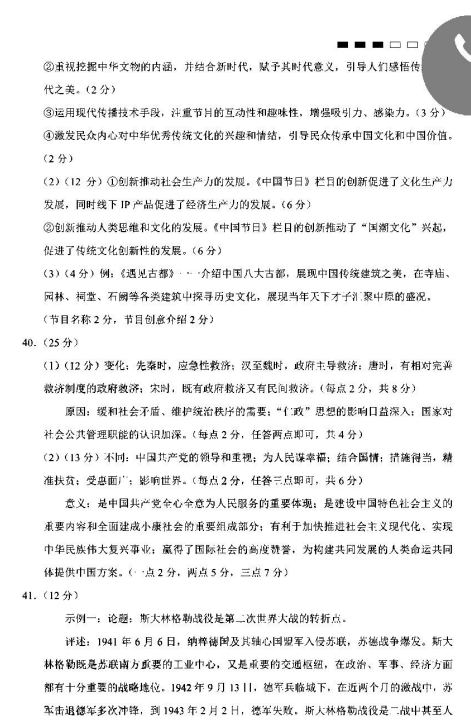 ②重视挖掘中华文物的内涵，并结合新时代，赋予其时代意义，引导人们感悟传
代之美。（2 分）
③运用现代传播技术手段，注重节目的互动性和趣味性，增强吸引力、感染力。（3 分）
④激发民众内心对中华优秀传统文化的兴趣和情结，引导民众传承中国文化和中国价值。
（2 分）
（2）（12 分）①创新推动社会生产力的发展。《中国节日》栏目的创新促进了文化生产力
发展，同时线下 IP 产品促进了经济生产力的发展。（6 分）
②创新推动人类思维和文化的发展。《中国节日》栏目的创新推动了“国潮文化”兴起，
促进了传统文化创新性的发展。（6 分）
（3）（4 分）例：《遇见古都》一一介绍中国八大古都，展现中国传统建筑之美，在寺庙、
园林、祠堂、石阙等各类建筑中探寻历史文化，展现当年天下才子汇聚中原的盛况。
（节目名称 2 分，节目创意介绍 2 分）
40.（25 分）
（1）（12 分）变化：先秦时，应急性救济；汉至魏时，政府主导救济；唐时，有相对完善
救济制度的政府救济；宋时，既有政府救济又有民间救济。（每点 2 分，共 8 分）
原因：缓和社会矛盾、维护统治秩序的需要；“仁政”思想的影响日益深入；国家对
社会公共管理职能的认识加深。（每点 2 分，任答两点即可，共 4 分）
（2）（13 分）不同：中国共产党的领导和重视；为人民谋幸福；结合国情；措施得当，精
准扶贫；受惠面广；影响世界。（每点 2 分，任答三点即可，共 6 分）
意义：是中国共产党全心全意为人民服务的重要体现；是建设中国特色社会主义的
重要内容和全面建成小康社会的重要组成部分；有利于加快推进社会主义现代化、实现
中华民族伟大复兴事业；赢得了国际社会的高度赞誉，为构建共同发展的人类命运共同
体提供中国方案。（一点 2 分，两点 5 分，三点 7 分）
41.（12 分）
示例一：论题：斯大林格勒战役是第二次世界大战的转折点。
评述：1941 年 6 月 6 日，纳粹德国及其轴心国盟军入侵苏联，苏德战争爆发。斯大
林格勒既是苏联南方重要的工业中心，又是重要的交通枢纽，在政治、军事、经济方面
都有十分重要的战略地位。1942 年 9 月 13 日，德军兵临城下，在近两个月的激战中，苏
军击退德军多次冲锋，到 1943 年 2 月 2 日，德军失败。斯大林格勒战役是二战中甚至人